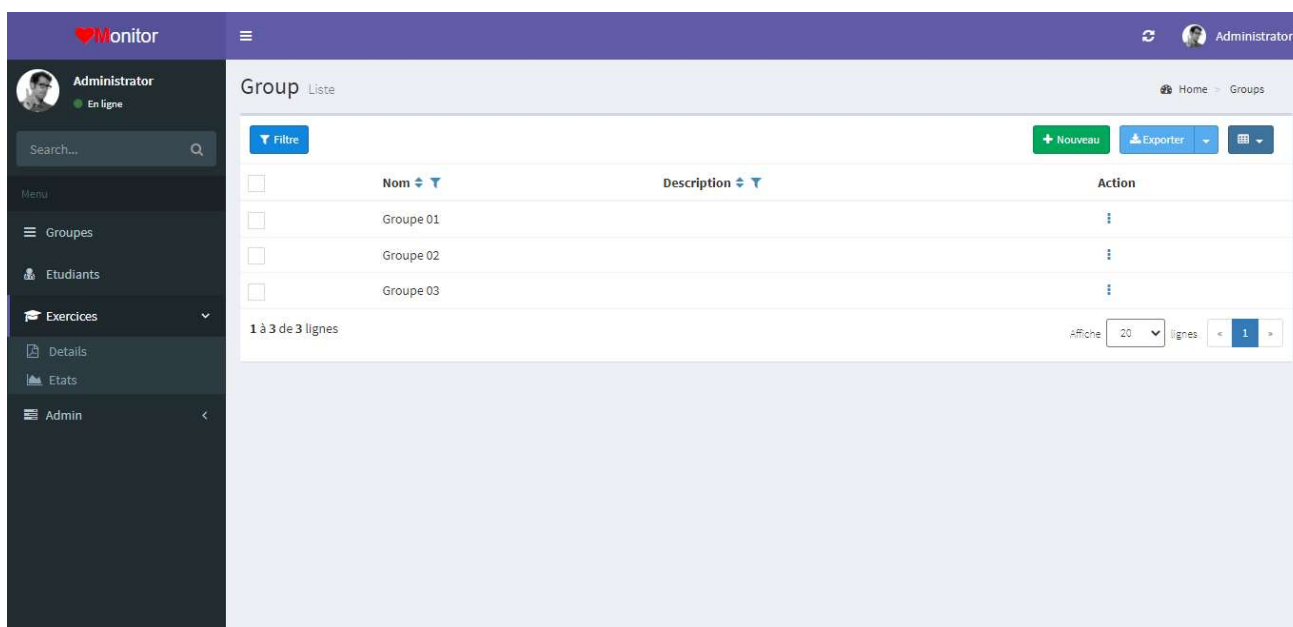 Monitor
Administrator
Administrator
En ligne
Group Liste
Home > Groups
Search...
Filtre
Nouveau
Exporter
Menu
Nom
Description
Action
Groupes
Groupe 01
Groupe 02
Etudiants
Groupe 03
Exercices
1 à 3 de 3 lignes
Affiche 20 lignes « 1 »
Details
Etats
Admin